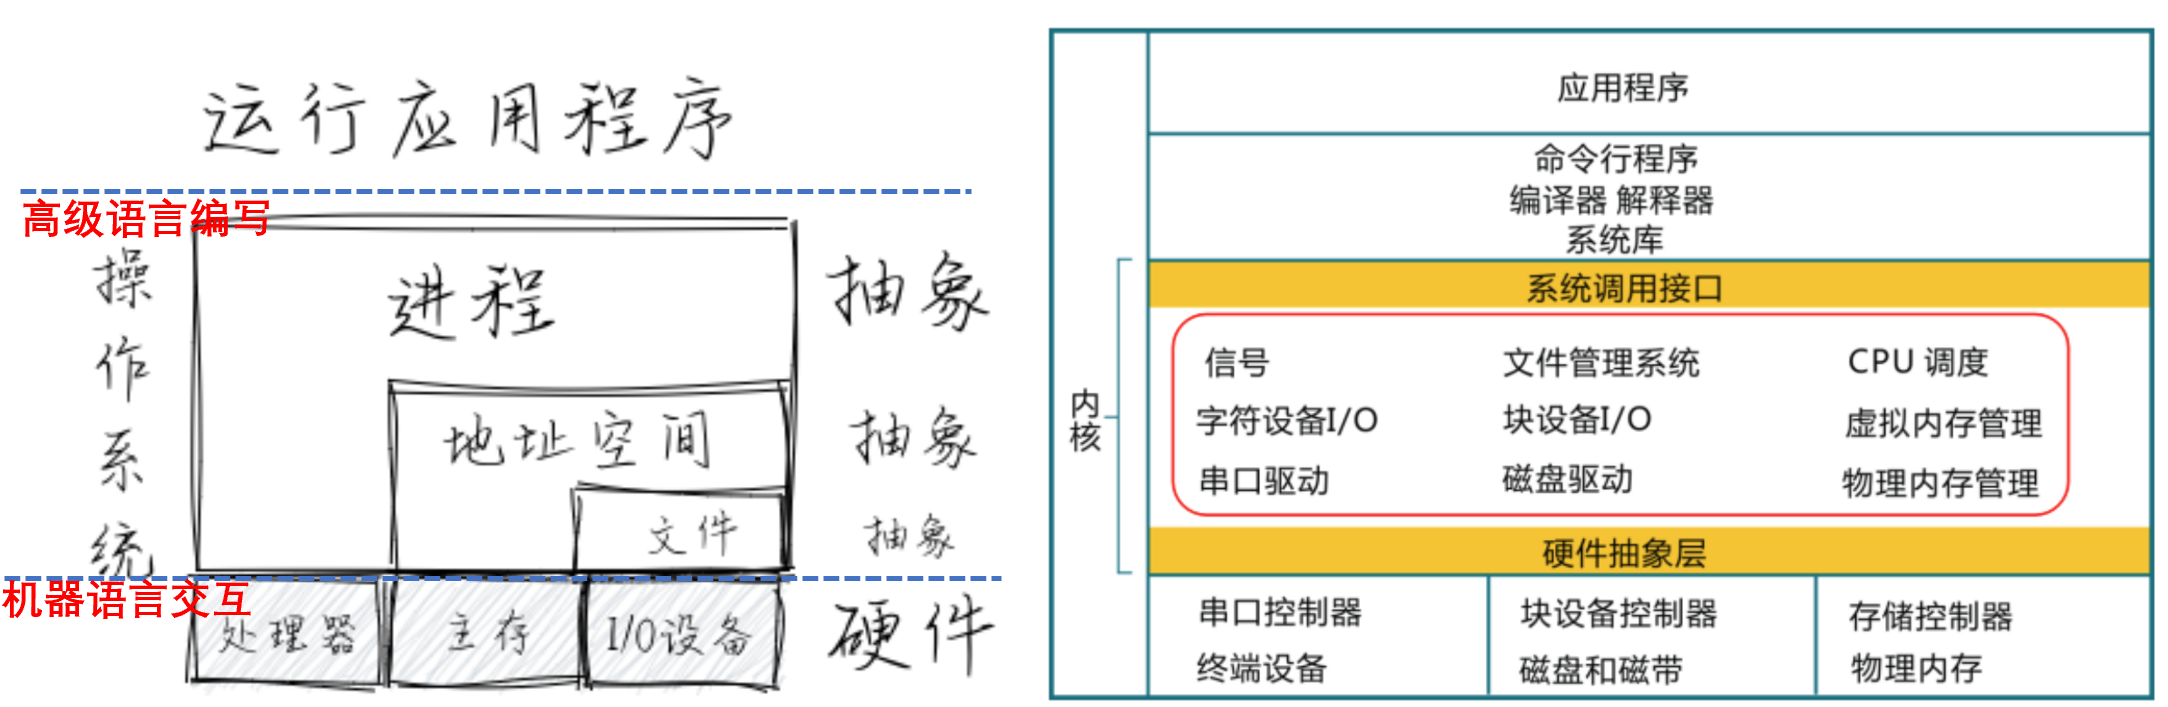 运行应用程序
高级语言编写
操作系统
进程
抽象
地址空间
抽象
文件
抽象
机器语言交互
处理器
主存
I/O设备
硬件
应用程序
命令行程序
编译器 解释器
系统库
系统调用接口
内核
信号
文件管理系统
CPU 调度
字符设备I/O
块设备I/O
虚拟内存管理
串口驱动
磁盘驱动
物理内存管理
硬件抽象层
串口控制器
块设备控制器
存储控制器
终端设备
磁盘和磁带
物理内存